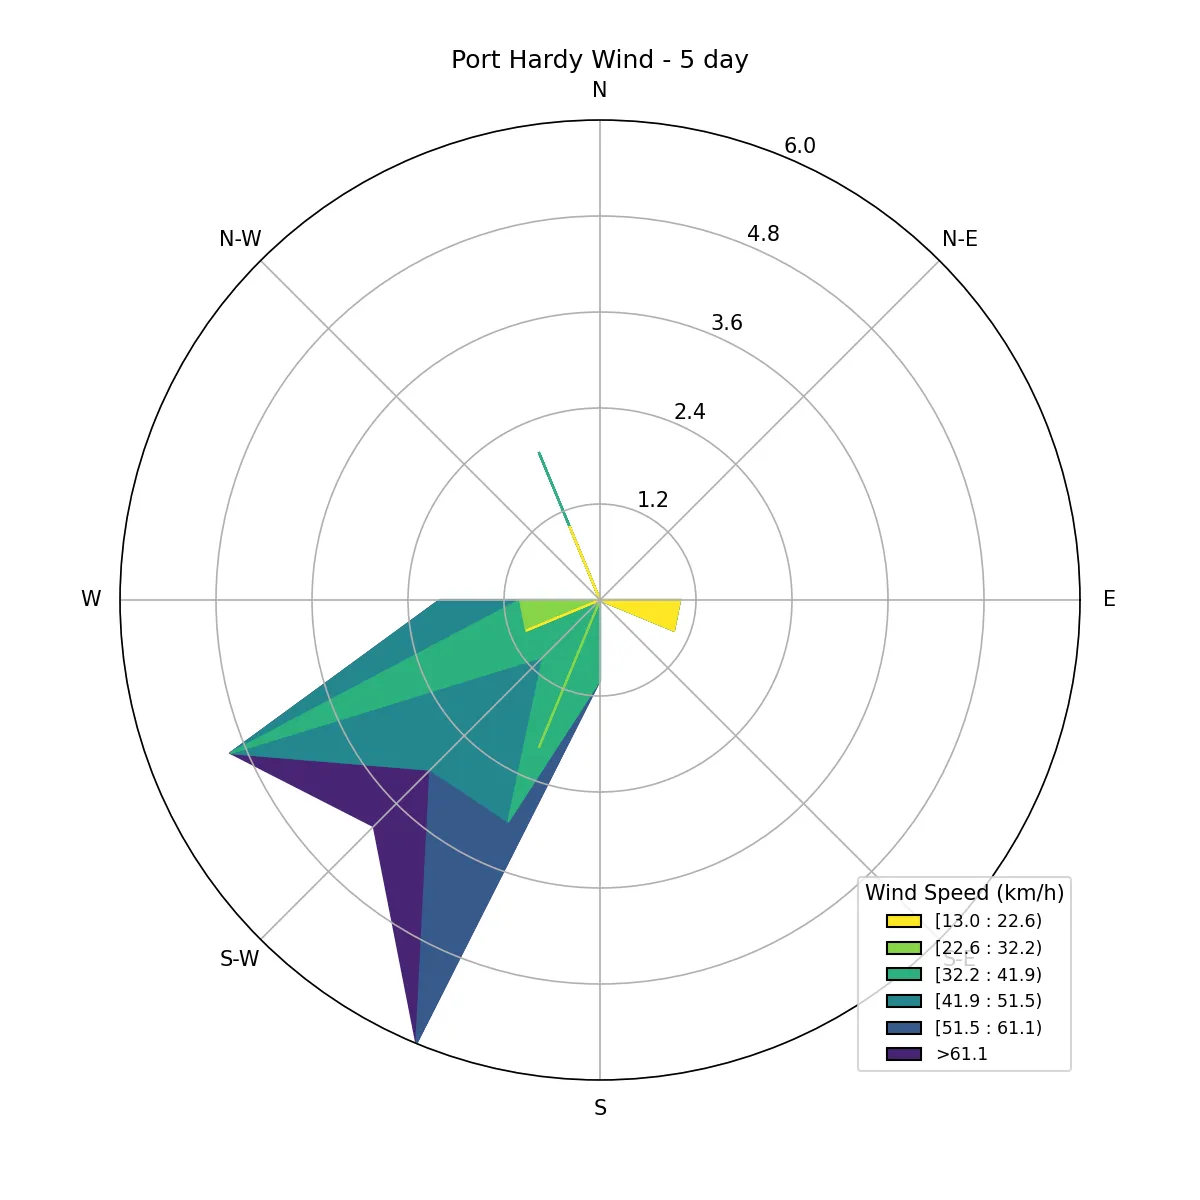 Port Hardy Wind - 5 day
N
6.0
N-W
N-E
4.8
3.6
2.4
1.2
W
E
S-W
S-E
S
Wind Speed (km/h)
[13.0 : 22.6)
[22.6 : 32.2)
[32.2 : 41.9)
[41.9 : 51.5)
[51.5 : 61.1)
>61.1